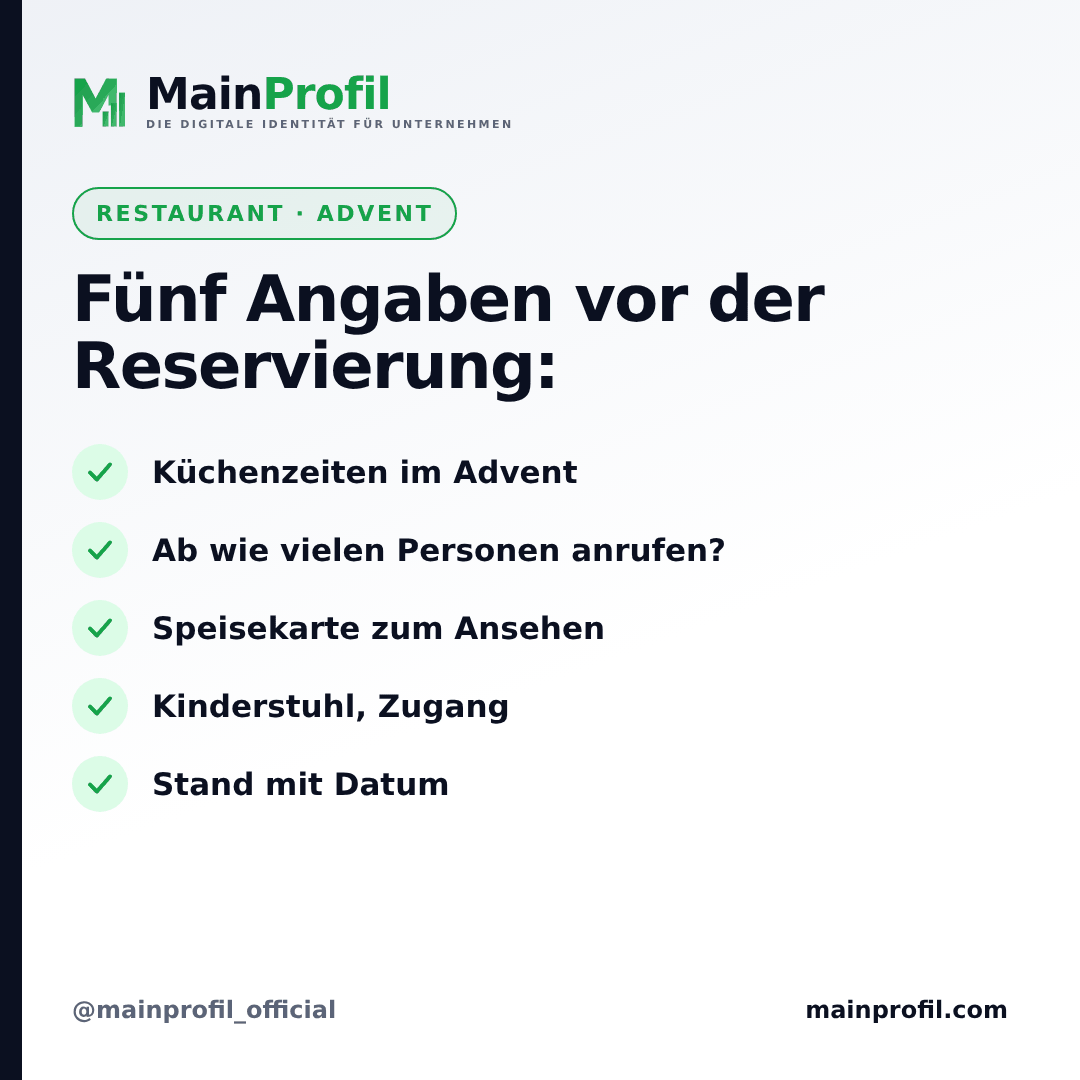 MainProfil
DIE DIGITALE IDENTITÄT FÜR UNTERNEHMEN
RESTAURANT · ADVENT
Fünf Angaben vor der
Reservierung:
Küchenzeiten im Advent
Ab wie vielen Personen anrufen?
Speisekarte zum Ansehen
Kinderstuhl, Zugang
Stand mit Datum
@mainprofil_official
mainprofil.com